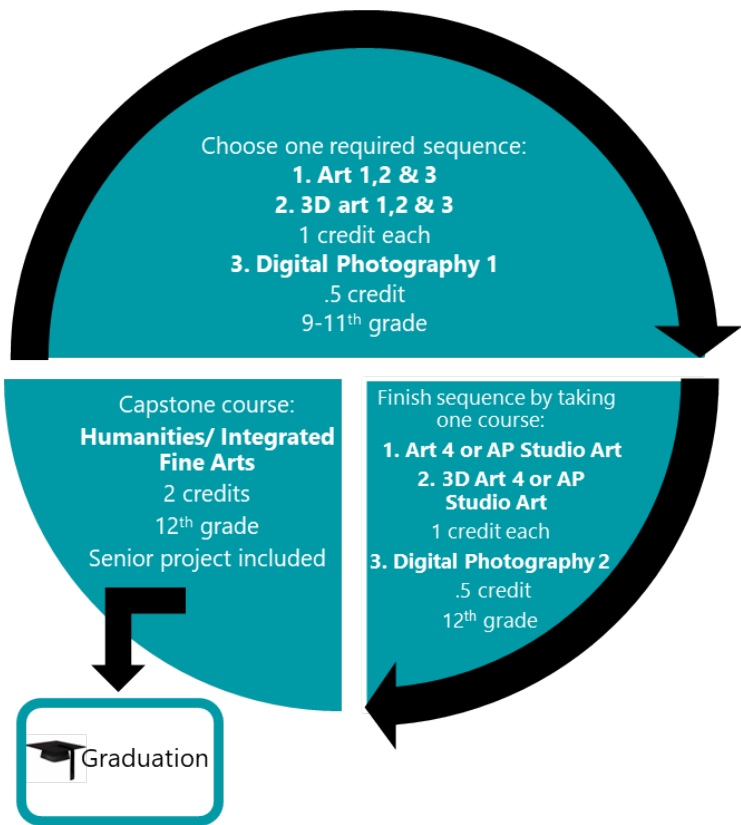 Choose one required sequence:
1. Art 1,2 & 3
2. 3D art 1,2 & 3
1 credit each
3. Digital Photography 1
.5 credit
9-11th grade
Finish sequence by taking
one course:
1. Art 4 or AP Studio Art
2. 3D Art 4 or AP
Studio Art
1 credit each
3. Digital Photography 2
.5 credit
12th grade
Capstone course:
Humanities/ Integrated
Fine Arts
2 credits
12th grade
Senior project included
Graduation